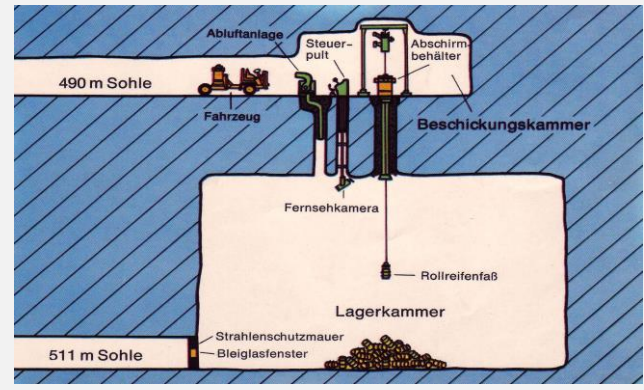 Abluftanlage
Steuer-
pult
Abschirm-
behälter
490 m Sohle
Fahrzeug
Beschickungskammer
Fernsehkamera
Rollreifenfaß
Lagerkammer
Strahlenschutzmauer
Bleiglasfenster
511 m Sohle